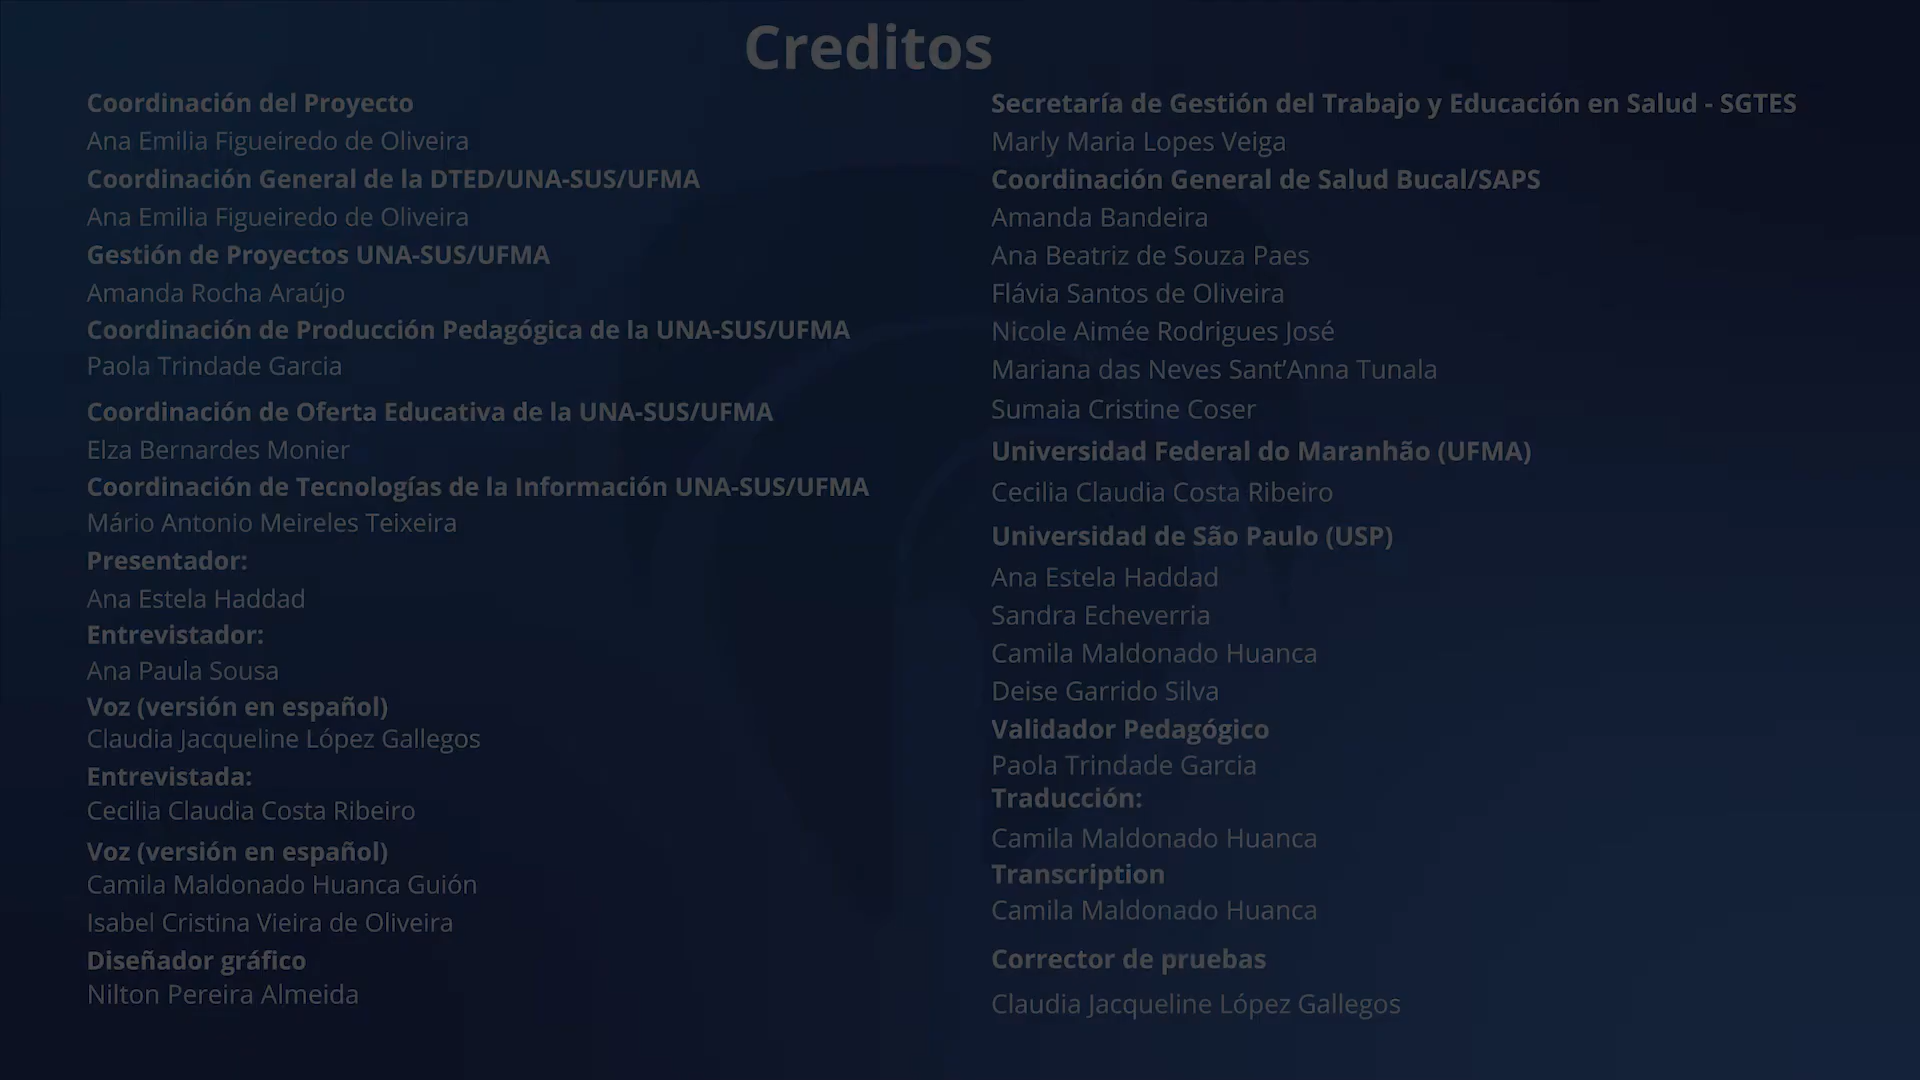 Creditos
Coordinación del Proyecto
Ana Emilia Figueiredo de Oliveira
Coordinación General de la DTED/UNA-SUS/UFMA
Ana Emilia Figueiredo de Oliveira
Gestión de Proyectos UNA-SUS/UFMA
Amanda Rocha Araújo
Coordinación de Producción Pedagógica de la UNA-SUS/UFMA
Paola Trindade Garcia
Coordinación de Oferta Educativa de la UNA-SUS/UFMA
Elza Bernardes Monier
Coordinación de Tecnologías de la Información UNA-SUS/UFMA
Mário Antonio Meireles Teixeira
Presentador:
Ana Estela Haddad
Entrevistador:
Ana Paula Sousa
Voz (versión en español)
Claudia Jacqueline López Gallegos
Entrevistada:
Cecilia Claudia Costa Ribeiro
Voz (versión en español)
Camila Maldonado Huanca Guión
Isabel Cristina Vieira de Oliveira
Diseñador gráfico
Nilton Pereira Almeida
Secretaría de Gestión del Trabajo y Educación en Salud - SGTES
Marly Maria Lopes Veiga
Coordinación General de Salud Bucal/SAPS
Amanda Bandeira
Ana Beatriz de Souza Paes
Flávia Santos de Oliveira
Nicole Aimée Rodrigues José
Mariana das Neves Sant’Anna Tunala
Sumaia Cristine Coser
Universidad Federal do Maranhão (UFMA)
Cecilia Claudia Costa Ribeiro
Universidad de São Paulo (USP)
Ana Estela Haddad
Sandra Echeverria
Camila Maldonado Huanca
Deise Garrido Silva
Validador Pedagógico
Paola Trindade Garcia
Traducción:
Camila Maldonado Huanca
Transcription
Camila Maldonado Huanca
Corrector de pruebas
Claudia Jacqueline López Gallegos